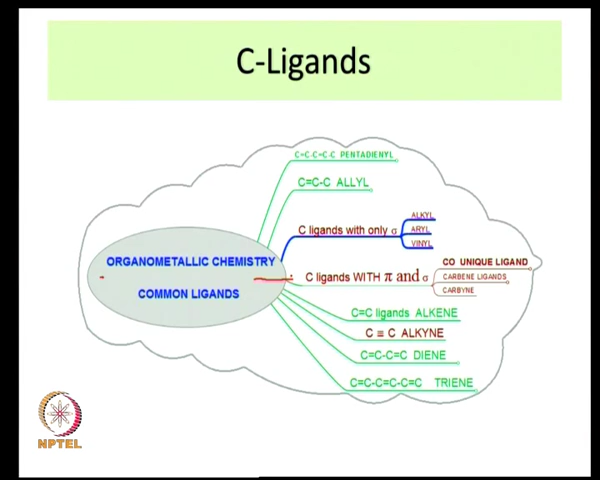 C-Ligands
C=C-C=C-C PENTADIENYL
C=C-C ALLYL
C ligands with only σ
ALKYL
ARYL
VINYL
ORGANOMETALLIC CHEMISTRY
COMMON LIGANDS
C ligands WITH π and σ
CO UNIQUE LIGAND
CARBENE LIGANDS
CARBYNE
C=C ligands ALKENE
C ≡ C ALKYNE
C=C-C=C DIENE
C=C-C=C-C=C TRIENE
NPTEL